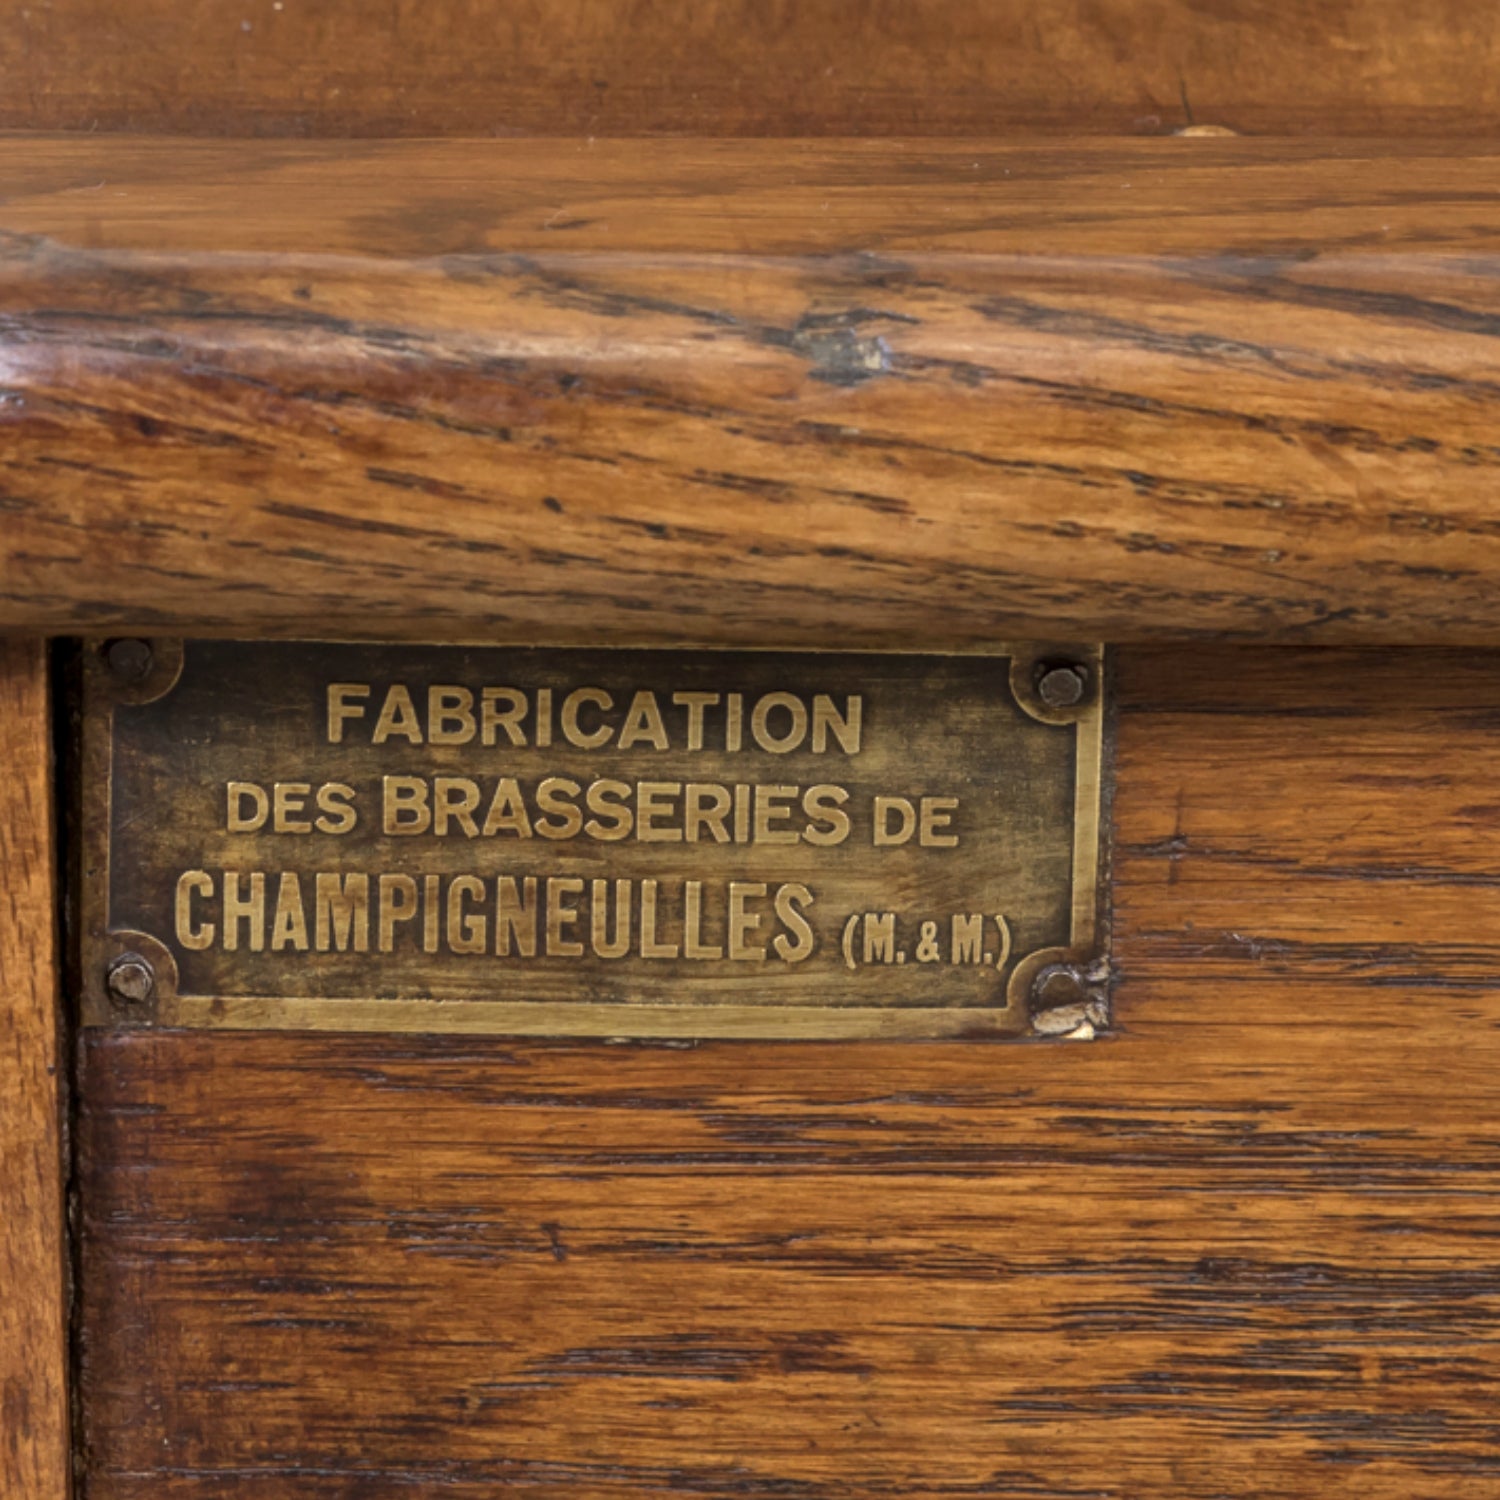 FABRICATION
DES BRASSERIES DE
CHAMPIGNEULLES (M. & M.)